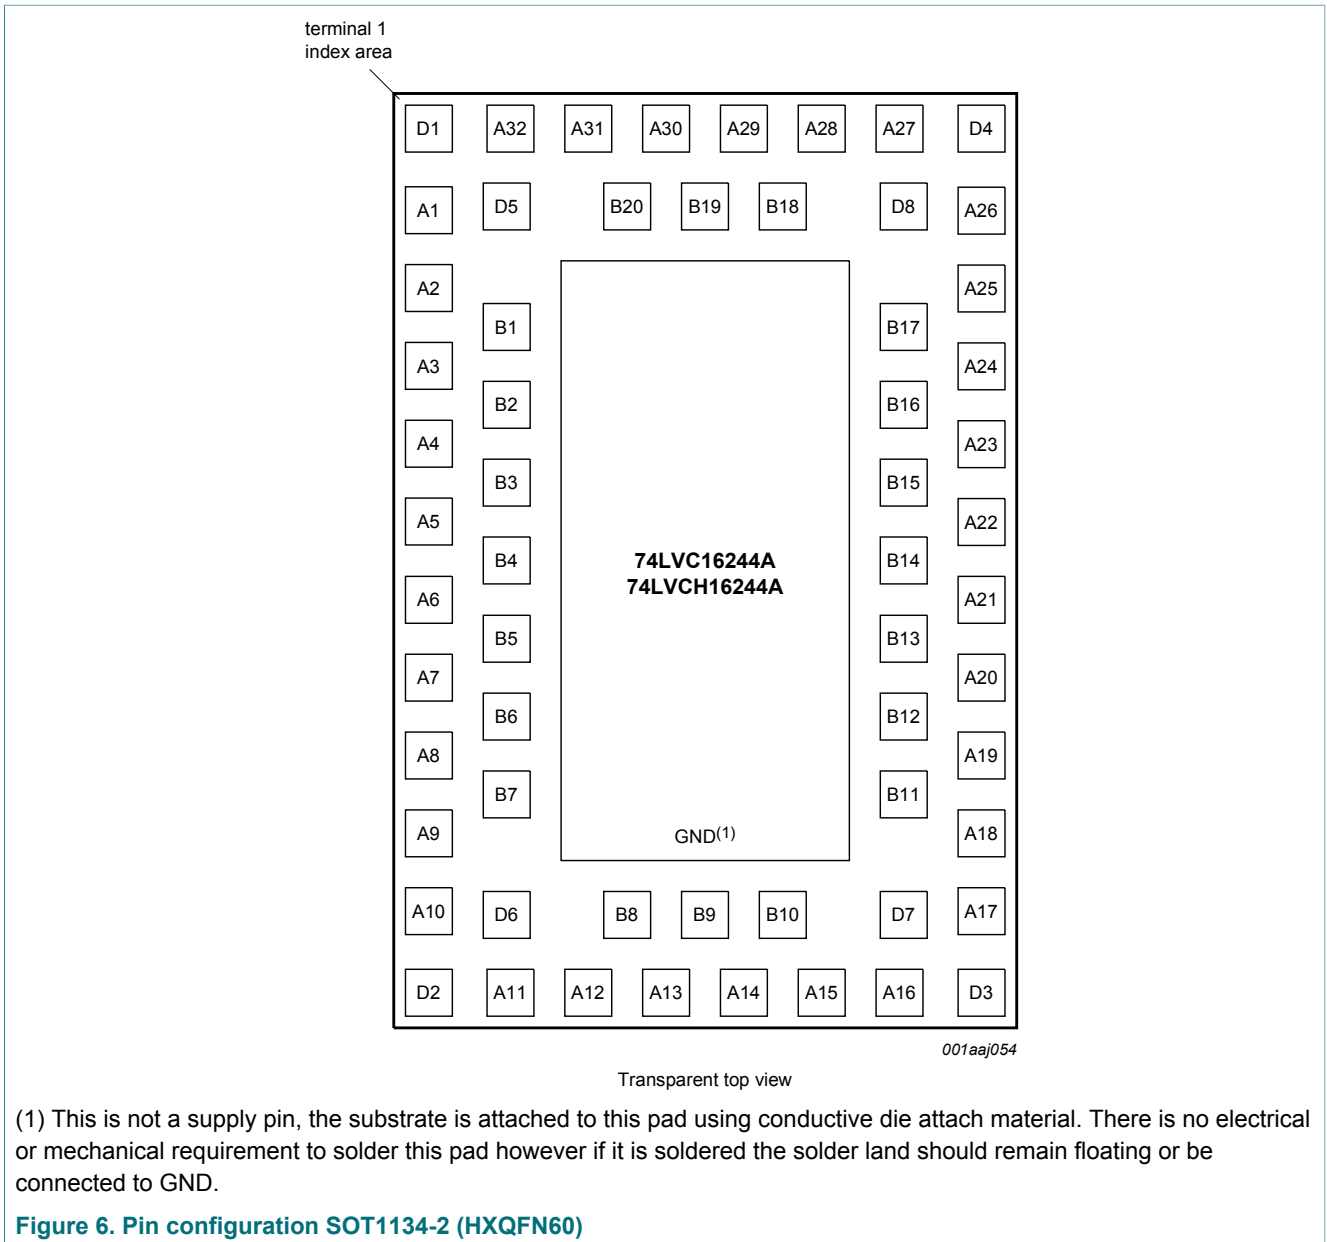 terminal 1
index area
D1 A32 A31 A30 A29 A28 A27 D4
A1 D5 B20 B19 B18 D8 A26
A2 A25
B1 B17
A3 A24
B2 B16
A4 A23
B3 B15
A5 A22
B4 74LVC16244A B14
74LVCH16244A
A6 A21
B5 B13
A7 A20
B6 B12
A8 A19
B7 B11
A9 GND(1) A18
A10 D6 B8 B9 B10 D7 A17
D2 A11 A12 A13 A14 A15 A16 D3
001aaj054
Transparent top view
(1) This is not a supply pin, the substrate is attached to this pad using conductive die attach material. There is no electrical
or mechanical requirement to solder this pad however if it is soldered the solder land should remain floating or be
connected to GND.
Figure 6. Pin configuration SOT1134-2 (HXQFN60)